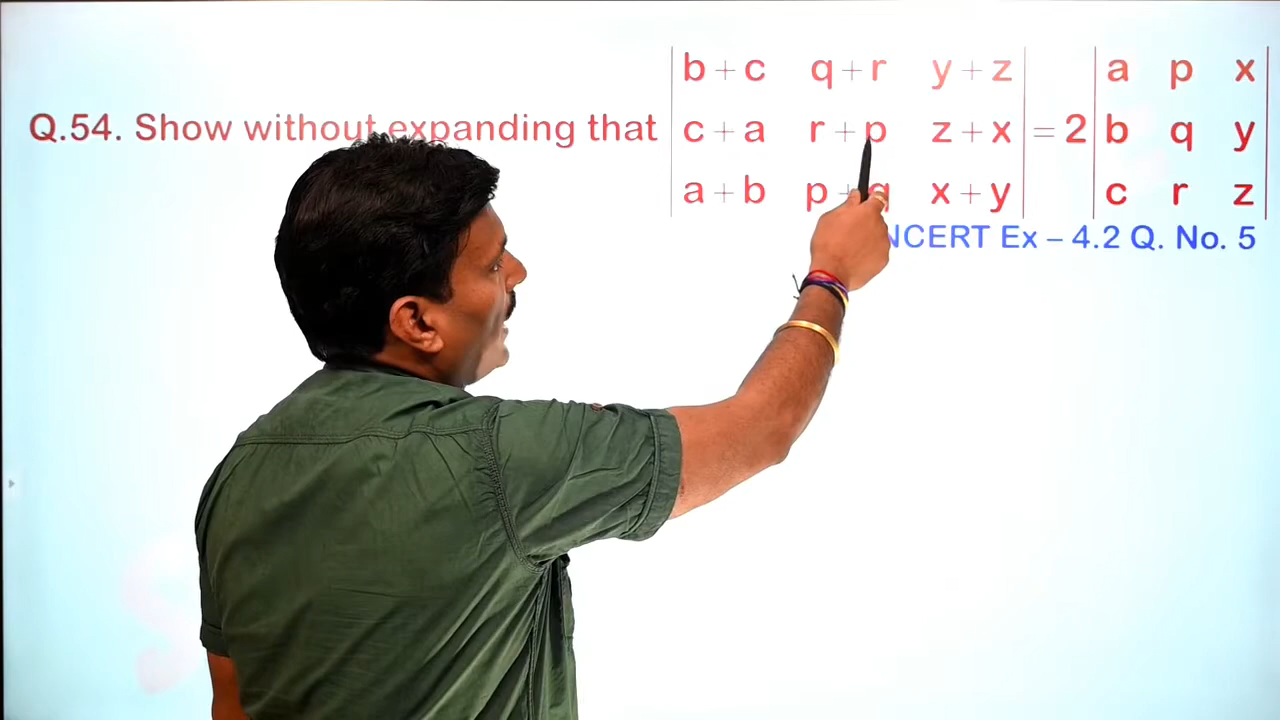 b + c q + r y + z a p x
Q.54. Show without expanding that c + a r + p z + x = 2 b q y
a + b p + q x + y c r z
NCERT Ex – 4.2 Q. No. 5